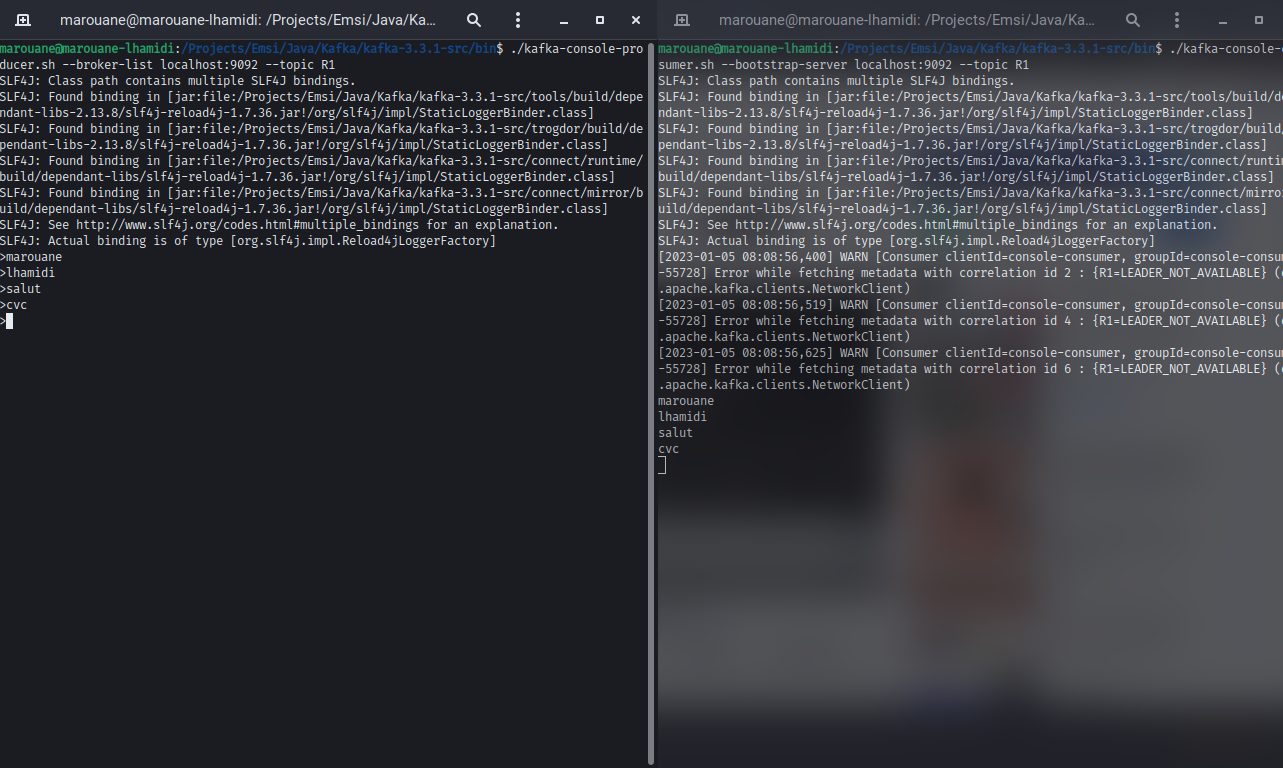 marouane@marouane-lhamidi: /Projects/Emsi/Java/Ka...
marouane@marouane-lhamidi:/Projects/Emsi/Java/Kafka/kafka-3.3.1-src/bin$ ./kafka-console-pro
ducer.sh --broker-list localhost:9092 --topic R1
SLF4J: Class path contains multiple SLF4J bindings.
SLF4J: Found binding in [jar:file:/Projects/Emsi/Java/Kafka/kafka-3.3.1-src/tools/build/depe
ndant-libs-2.13.8/slf4j-reload4j-1.7.36.jar!/org/slf4j/impl/StaticLoggerBinder.class]
SLF4J: Found binding in [jar:file:/Projects/Emsi/Java/Kafka/kafka-3.3.1-src/trogdor/build/de
pendant-libs-2.13.8/slf4j-reload4j-1.7.36.jar!/org/slf4j/impl/StaticLoggerBinder.class]
SLF4J: Found binding in [jar:file:/Projects/Emsi/Java/Kafka/kafka-3.3.1-src/connect/runtime/
build/dependant-libs/slf4j-reload4j-1.7.36.jar!/org/slf4j/impl/StaticLoggerBinder.class]
SLF4J: Found binding in [jar:file:/Projects/Emsi/Java/Kafka/kafka-3.3.1-src/connect/mirror/b
uild/dependant-libs/slf4j-reload4j-1.7.36.jar!/org/slf4j/impl/StaticLoggerBinder.class]
SLF4J: See http://www.slf4j.org/codes.html#multiple_bindings for an explanation.
SLF4J: Actual binding is of type [org.slf4j.impl.Reload4jLoggerFactory]
>marouane
>lhamidi
>salut
>cvc
>
marouane@marouane-lhamidi: /Projects/Emsi/Java/Ka...
marouane@marouane-lhamidi:/Projects/Emsi/Java/Kafka/kafka-3.3.1-src/bin$ ./kafka-console-
sumer.sh --bootstrap-server localhost:9092 --topic R1
SLF4J: Class path contains multiple SLF4J bindings.
SLF4J: Found binding in [jar:file:/Projects/Emsi/Java/Kafka/kafka-3.3.1-src/tools/build/d
ndant-libs-2.13.8/slf4j-reload4j-1.7.36.jar!/org/slf4j/impl/StaticLoggerBinder.class]
SLF4J: Found binding in [jar:file:/Projects/Emsi/Java/Kafka/kafka-3.3.1-src/trogdor/build
pendant-libs-2.13.8/slf4j-reload4j-1.7.36.jar!/org/slf4j/impl/StaticLoggerBinder.class]
SLF4J: Found binding in [jar:file:/Projects/Emsi/Java/Kafka/kafka-3.3.1-src/connect/runti
build/dependant-libs/slf4j-reload4j-1.7.36.jar!/org/slf4j/impl/StaticLoggerBinder.class]
SLF4J: Found binding in [jar:file:/Projects/Emsi/Java/Kafka/kafka-3.3.1-src/connect/mirro
uild/dependant-libs/slf4j-reload4j-1.7.36.jar!/org/slf4j/impl/StaticLoggerBinder.class]
SLF4J: See http://www.slf4j.org/codes.html#multiple_bindings for an explanation.
SLF4J: Actual binding is of type [org.slf4j.impl.Reload4jLoggerFactory]
[2023-01-05 08:08:56,400] WARN [Consumer clientId=console-consumer, groupId=console-consu
-55728] Error while fetching metadata with correlation id 2 : {R1=LEADER_NOT_AVAILABLE} (
.apache.kafka.clients.NetworkClient)
[2023-01-05 08:08:56,519] WARN [Consumer clientId=console-consumer, groupId=console-consu
-55728] Error while fetching metadata with correlation id 4 : {R1=LEADER_NOT_AVAILABLE} (
.apache.kafka.clients.NetworkClient)
[2023-01-05 08:08:56,625] WARN [Consumer clientId=console-consumer, groupId=console-consu
-55728] Error while fetching metadata with correlation id 6 : {R1=LEADER_NOT_AVAILABLE} (
.apache.kafka.clients.NetworkClient)
marouane
lhamidi
salut
cvc